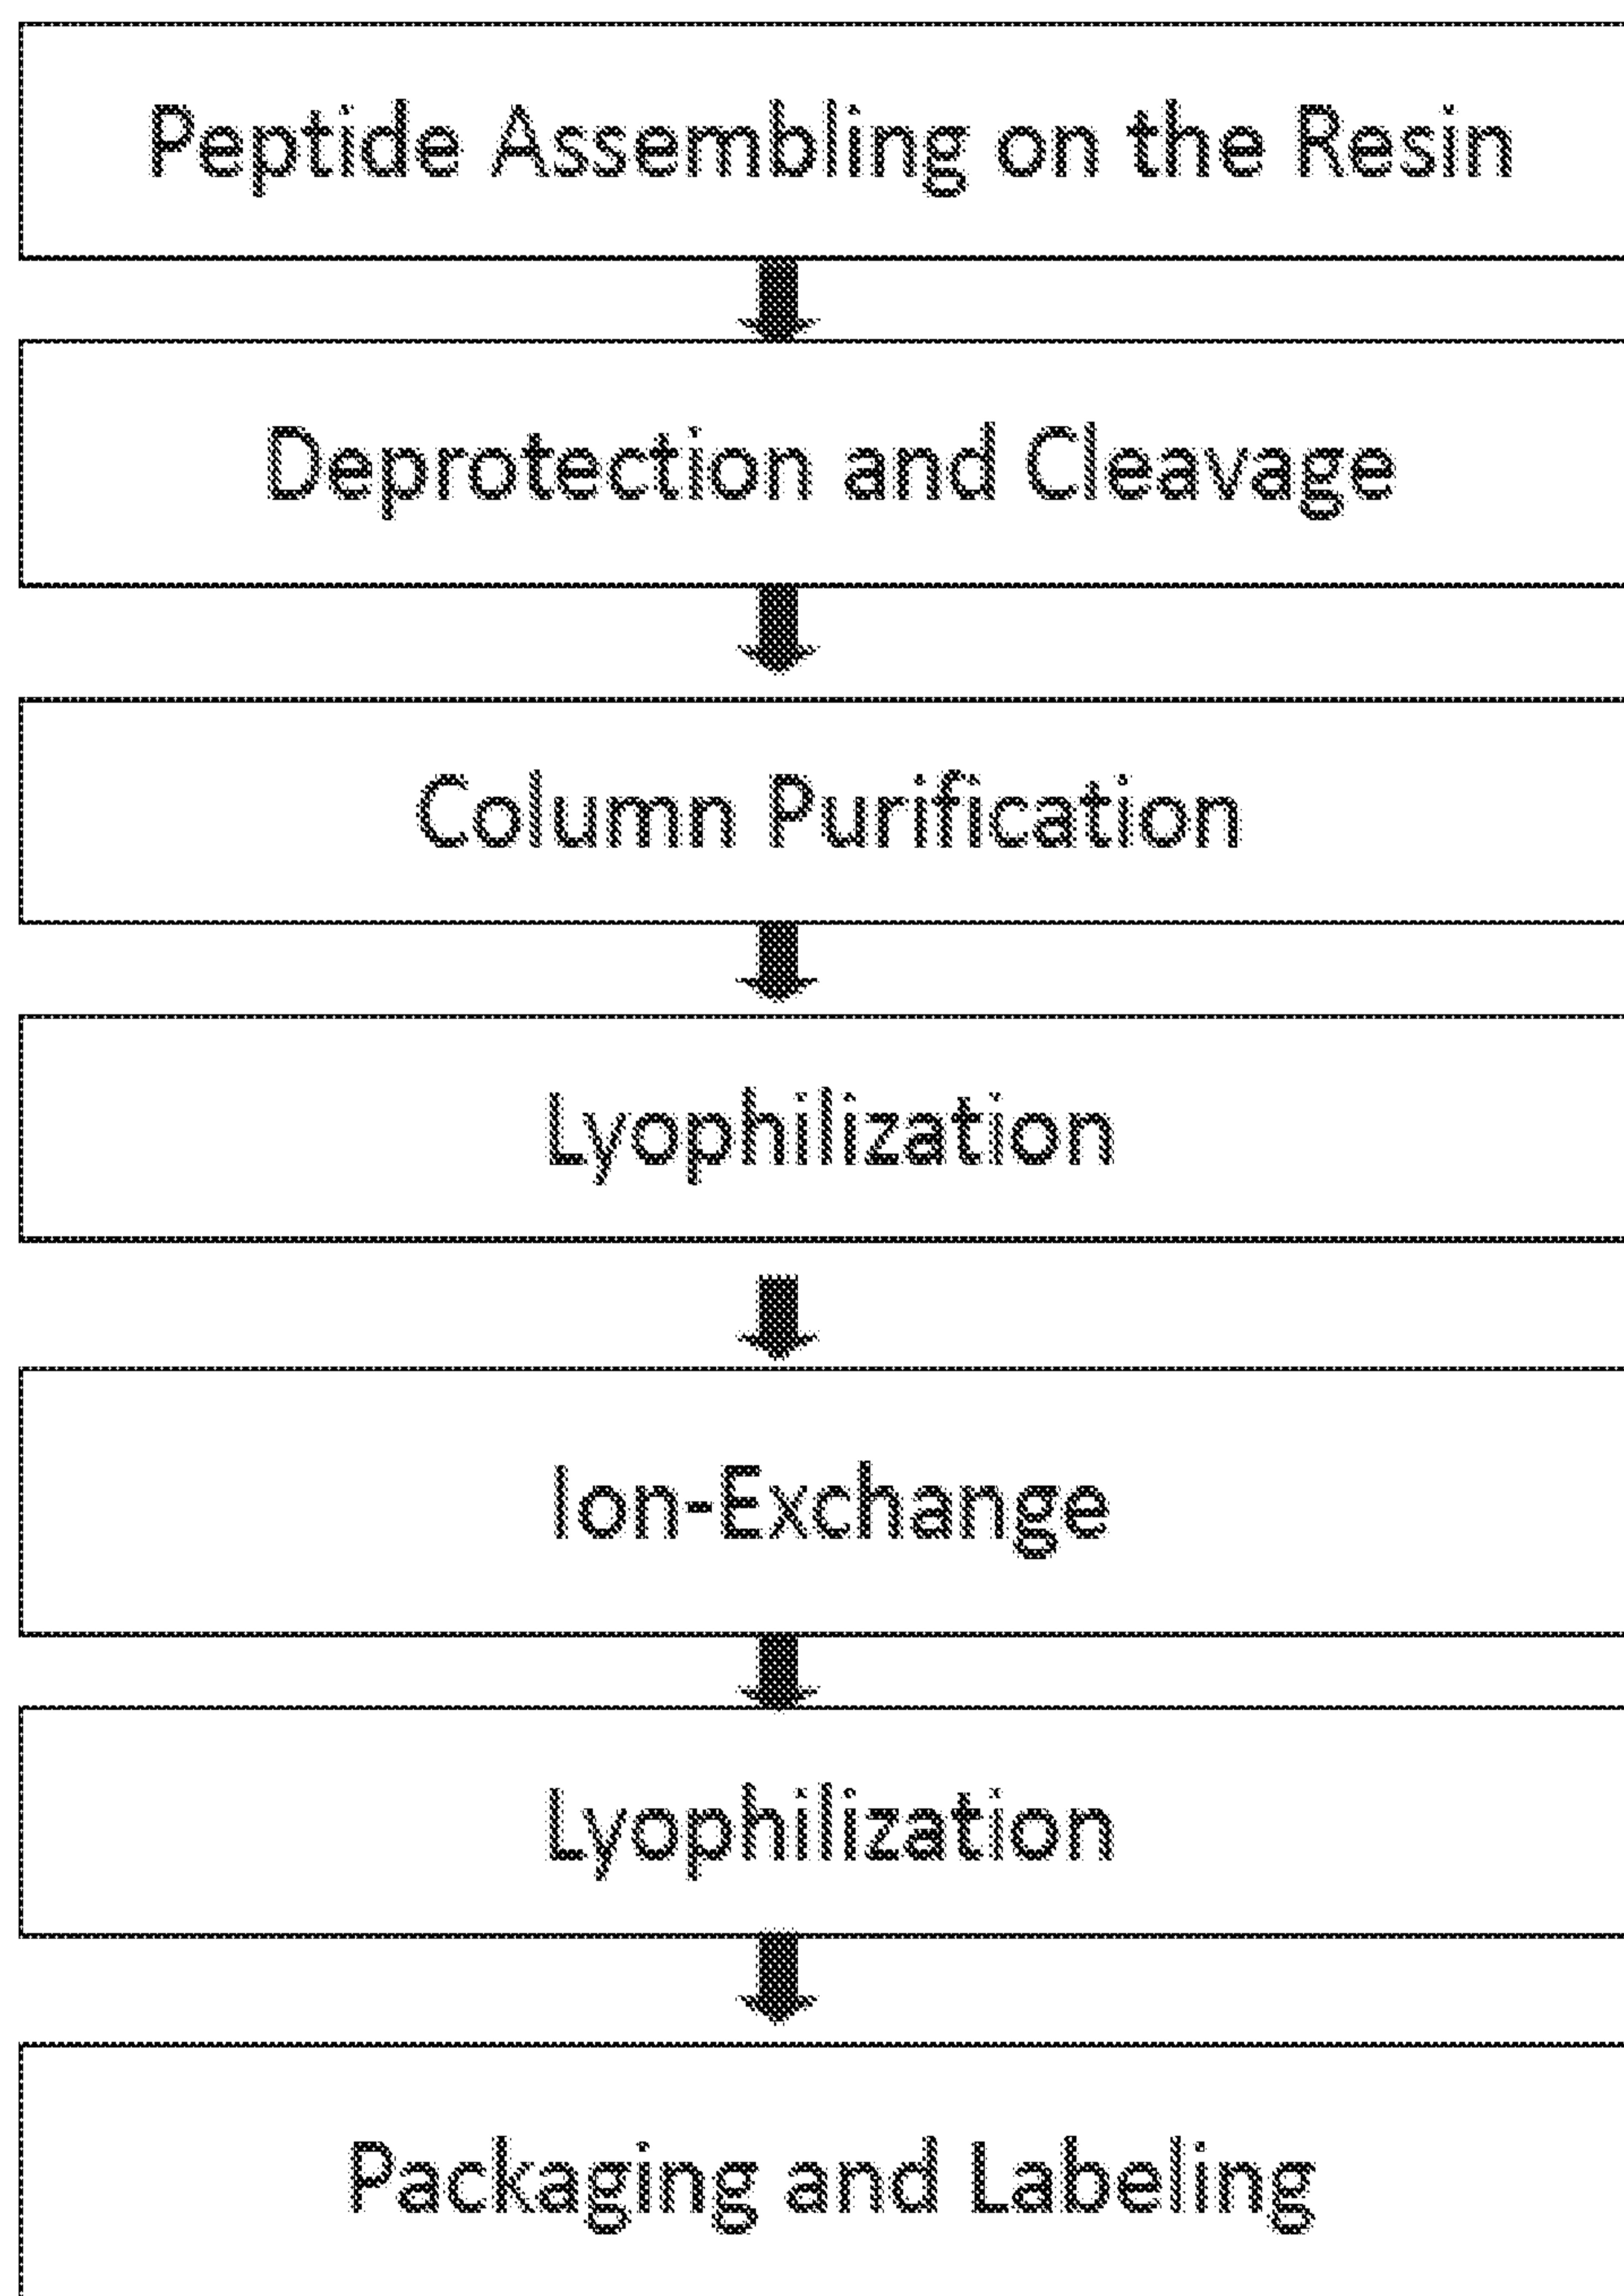 Peptide Assembling on the Resin
Deprotection and Cleavage
Column Purification
Lyophilization
Ion-Exchange
Lyophilization
Packaging and Labeling